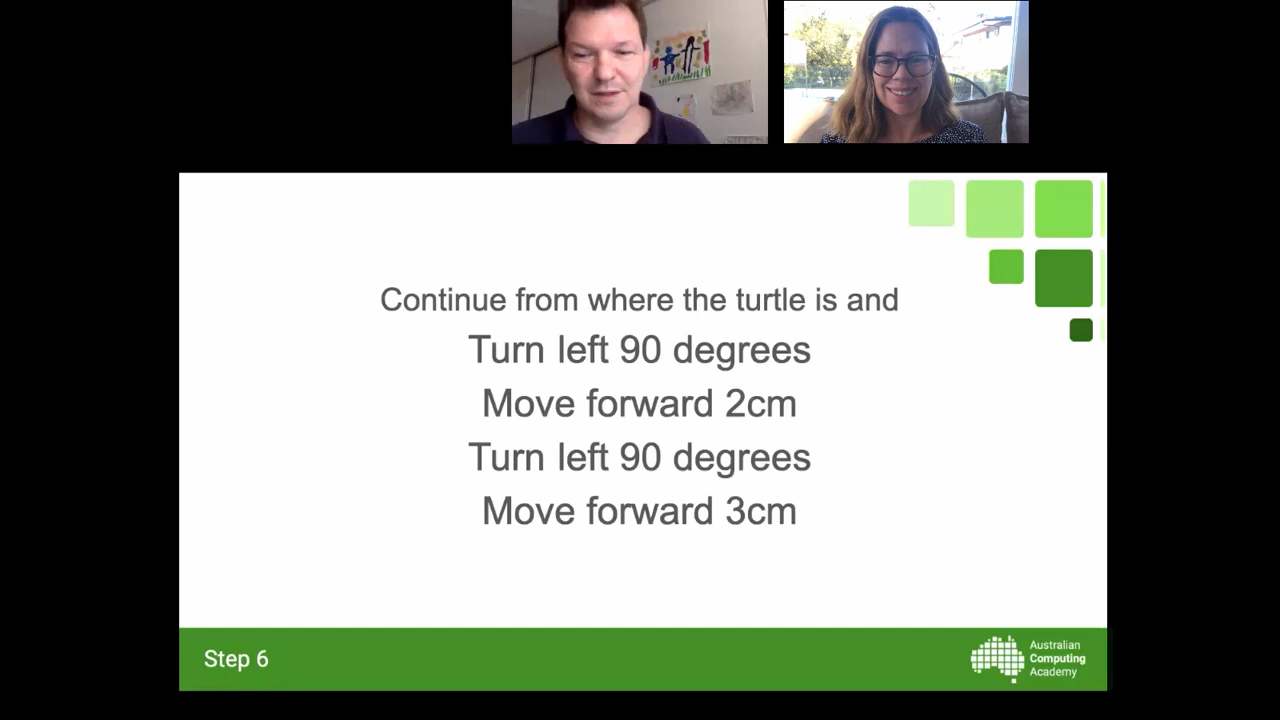 Continue from where the turtle is and
Turn left 90 degrees
Move forward 2cm
Turn left 90 degrees
Move forward 3cm
Step 6
Australian
Computing
Academy